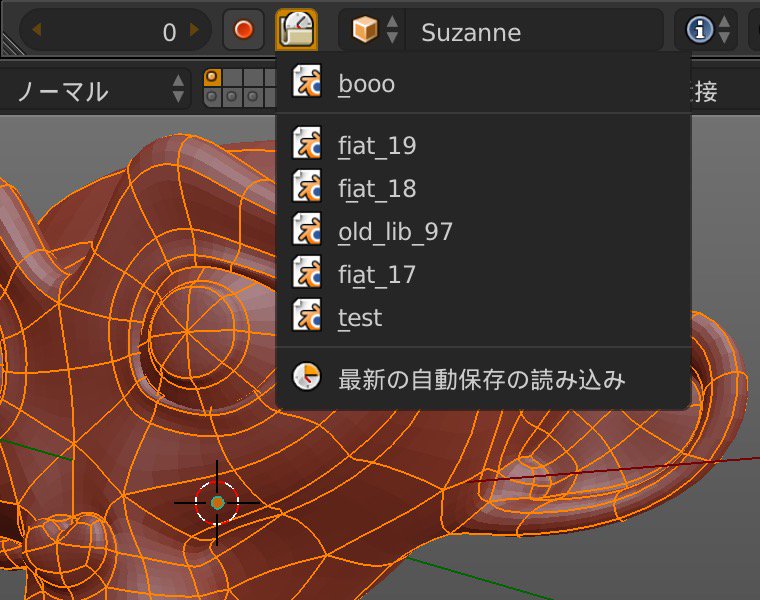 0
Suzanne
ノーマル
接
booo
fiat_19
fiat_18
old_lib_97
fiat_17
test
最新の自動保存の読み込み